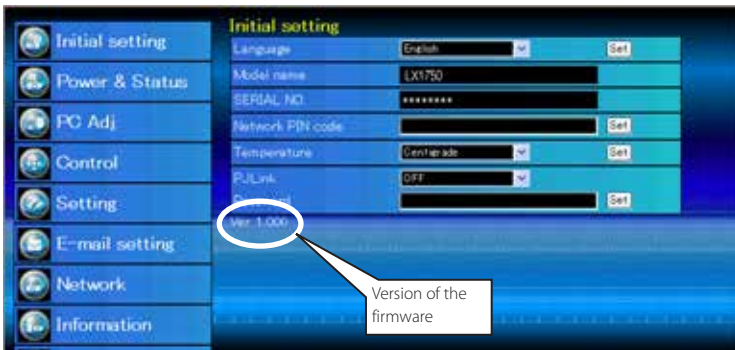 Initial setting
Power & Status
PC Adj
Control
Setting
E-mail setting
Network
Information
Initial setting
Language English Set
Model name LX1750
SERIAL NO. ********
Network PIN code Set
Temperature Centigrade Set
PJLink OFF
Set
Ver 1.000
Version of the
firmware